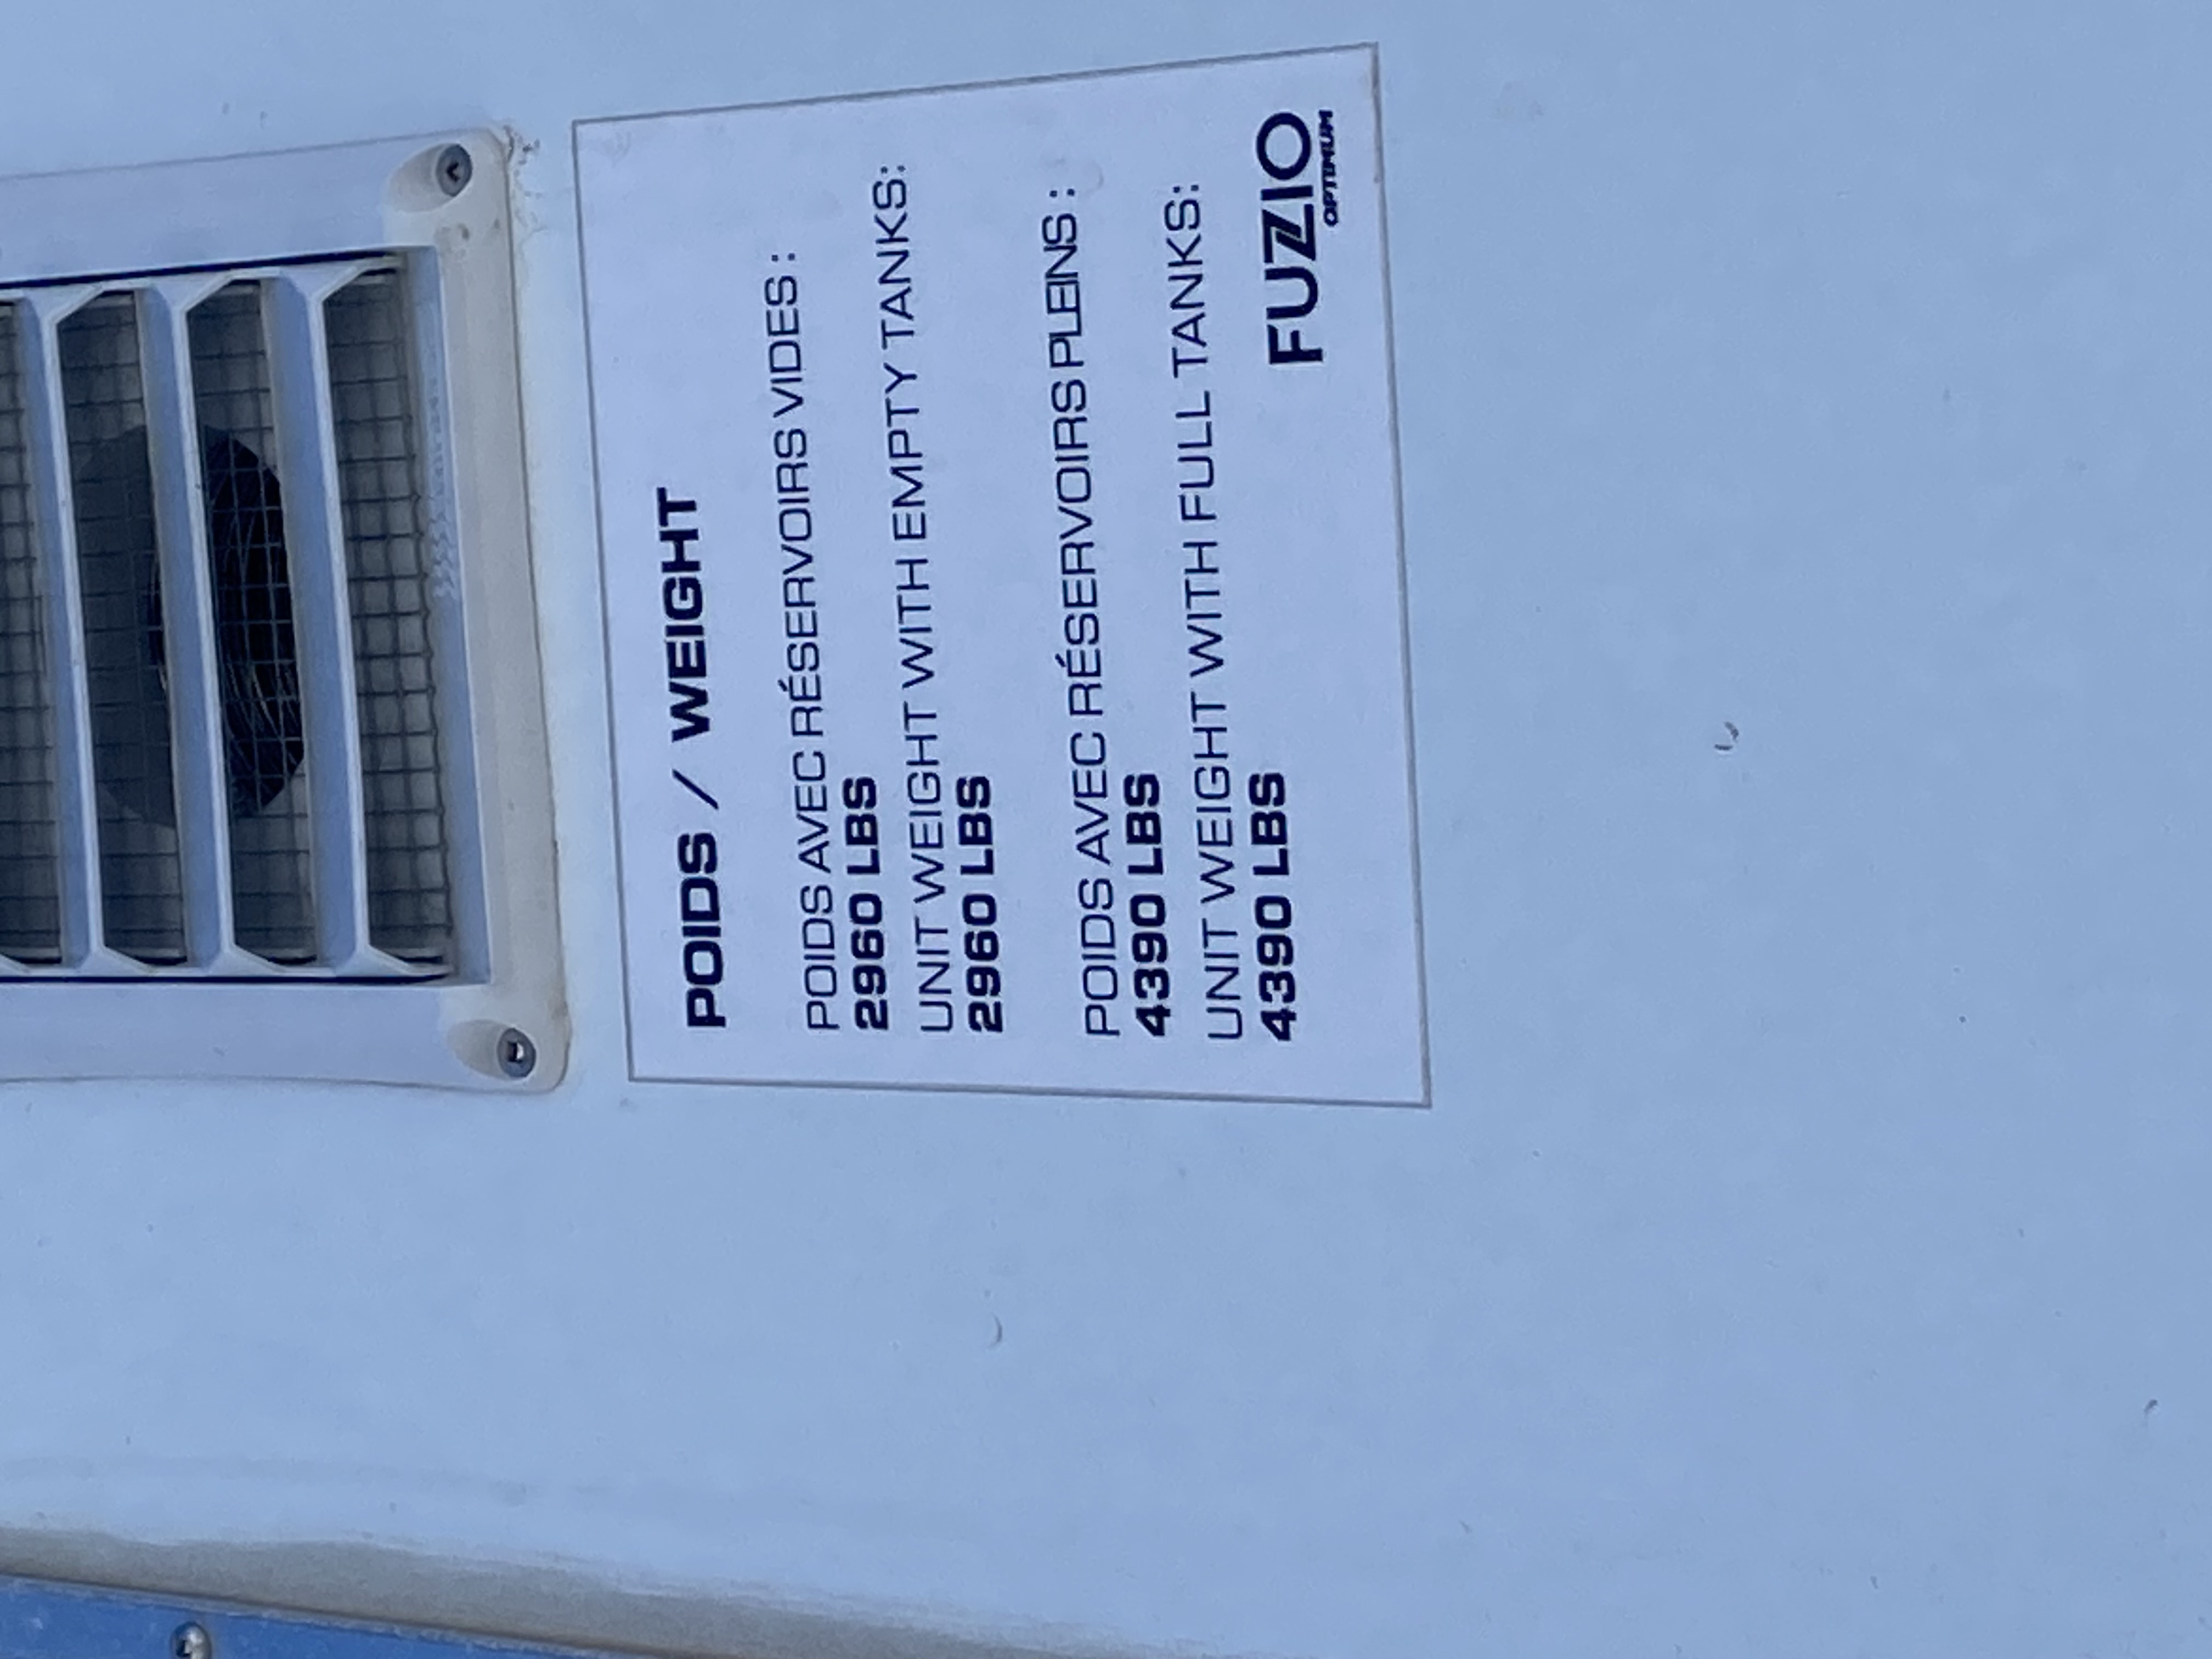 POIDS / WEIGHT
POIDS AVEC RÉSERVOIRS VIDES :
2960 LBS
UNIT WEIGHT WITH EMPTY TANKS:
2960 LBS
POIDS AVEC RÉSERVOIRS PLEINS :
4390 LBS
UNIT WEIGHT WITH FULL TANKS:
4390 LBS
FUZIO
OPTIMUM